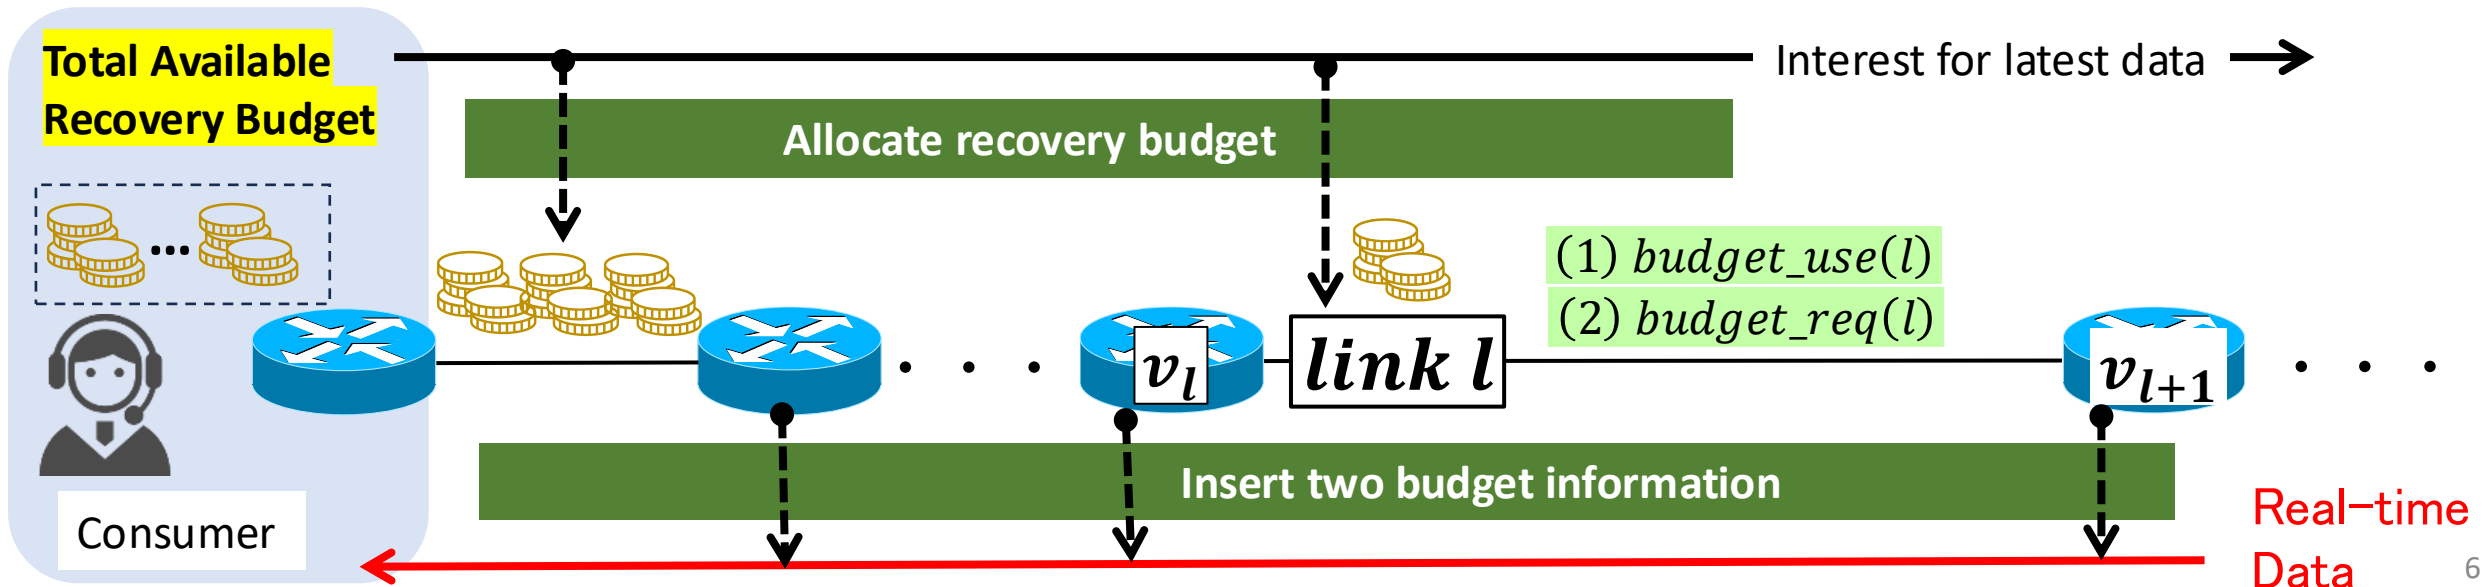 Total Available
Recovery Budget
Interest for latest data
Allocate recovery budget
...
(1) budget_use(l)
(2) budget_req(l)
v_l
link l
v_{l+1}
Insert two budget information
Consumer
Real-time
Data
6